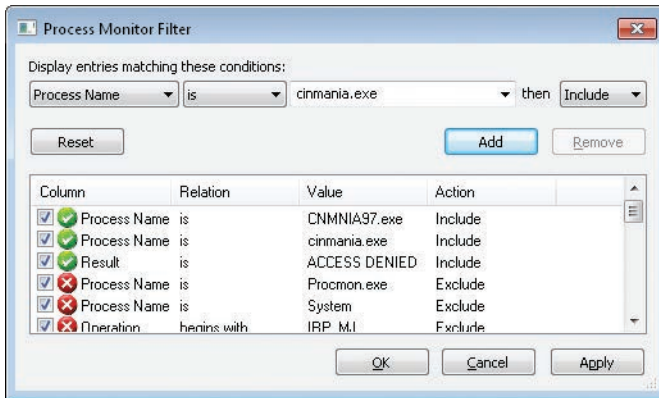 Process Monitor Filter
Display entries matching these conditions:
Process Name is cinmania.exe then Include
Reset Add Remove
Column Relation Value Action
Process Name is CNMNIA97.exe Include
Process Name is cinmania.exe Include
Result is ACCESS DENIED Include
Process Name is Procmon.exe Exclude
Process Name is System Exclude
Operation begins with IRP_MJ Exclude
OK Cancel Apply